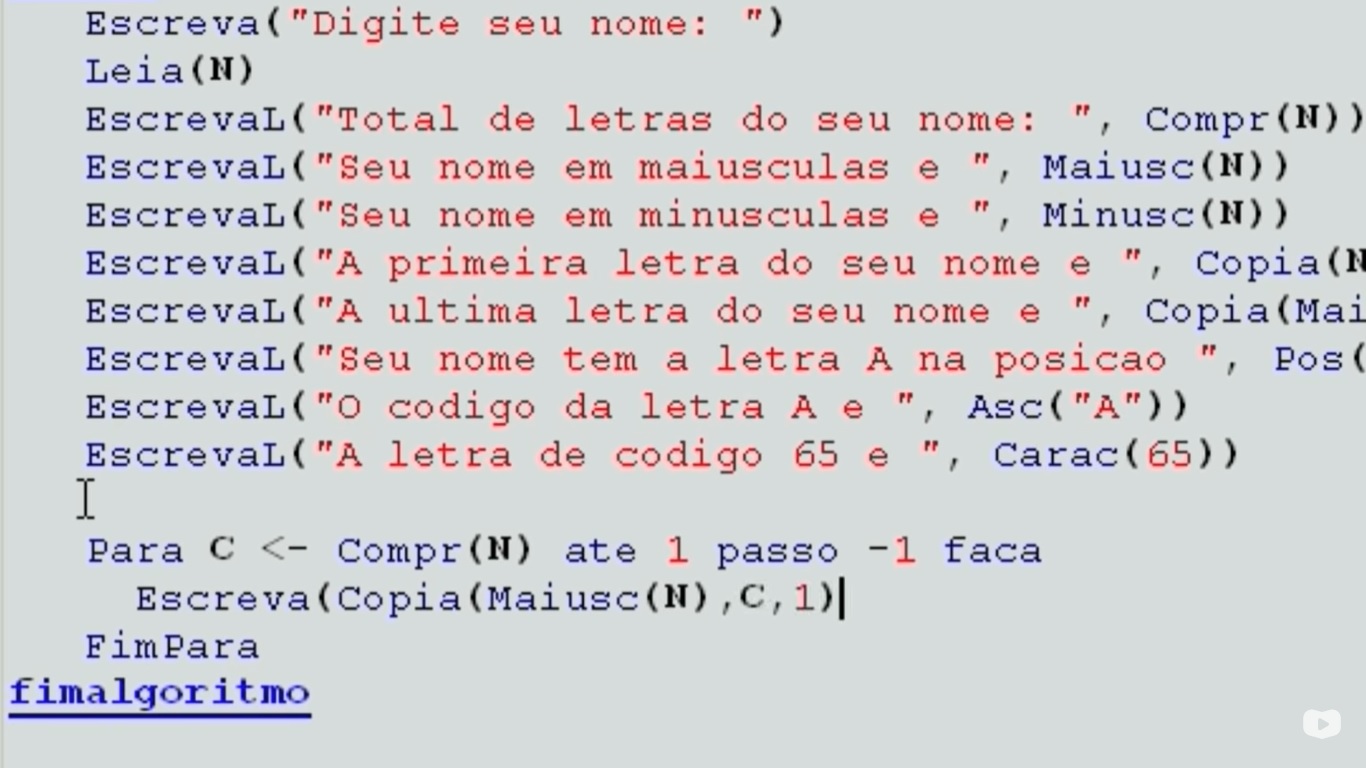 Escreva("Digite seu nome: ")
Leia(N)
EscrevaL("Total de letras do seu nome: ", Compr(N))
EscrevaL("Seu nome em maiusculas e ", Maiusc(N))
EscrevaL("Seu nome em minusculas e ", Minusc(N))
EscrevaL("A primeira letra do seu nome e ", Copia(N
EscrevaL("A ultima letra do seu nome e ", Copia(Mai
EscrevaL("Seu nome tem a letra A na posicao ", Pos(
EscrevaL("O codigo da letra A e ", Asc("A"))
EscrevaL("A letra de codigo 65 e ", Carac(65))
Para C <- Compr(N) ate 1 passo -1 faca
Escreva(Copia(Maiusc(N),C,1)
FimPara
fimalgoritmo